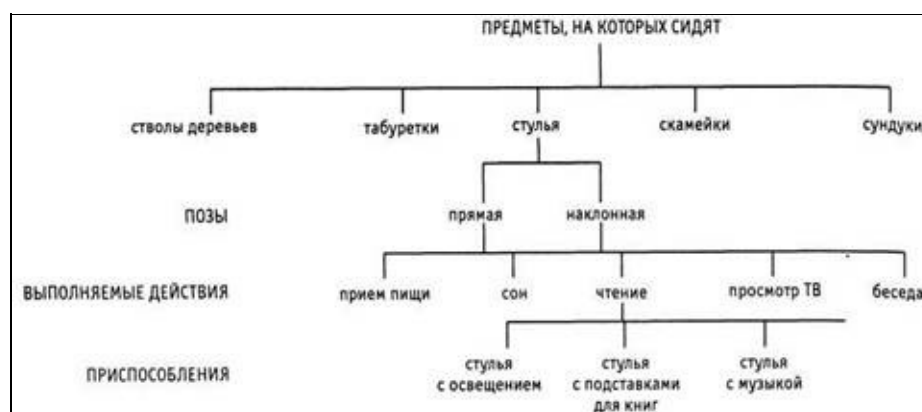 ПРЕДМЕТЫ, НА КОТОРЫХ СИДЯТ
стволы деревьев табуретки стулья скамейки сундуки
ПОЗЫ прямая наклонная
ВЫПОЛНЯЕМЫЕ ДЕЙСТВИЯ прием пищи сон чтение просмотр ТВ беседа
ПРИСПОСОБЛЕНИЯ
стулья с освещением
стулья с подставками для книг
стулья с музыкой